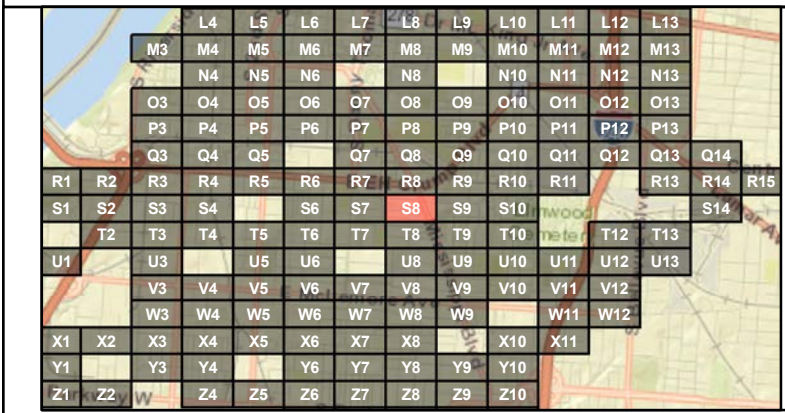 L4 L5 L6 L7 L8 L9 L10 L11 L12 L13
M3 M4 M5 M6 M7 M8 M9 M10 M11 M12 M13
N4 N5 N6 N8 N10 N11 N12 N13
O3 O4 O5 O6 O7 O8 O9 O10 O11 O12 O13
P3 P4 P5 P6 P7 P8 P9 P10 P11 P12 P13
Q3 Q4 Q5 Q7 Q8 Q9 Q10 Q11 Q12 Q13 Q14
R1 R2 R3 R4 R5 R6 R7 R8 R9 R10 R11 R13 R14 R15
S1 S2 S3 S4 S6 S7 S8 S9 S10 S14
T2 T3 T4 T5 T6 T7 T8 T9 T10 T12 T13
U1 U3 U5 U6 U8 U9 U10 U11 U12 U13
V3 V4 V5 V6 V7 V8 V9 V10 V11 V12
W3 W4 W5 W6 W7 W8 W9 W11 W12
X1 X2 X3 X4 X5 X6 X7 X8 X10 X11
Y1 Y3 Y4 Y6 Y7 Y8 Y9 Y10
Z1 Z2 Z4 Z5 Z6 Z7 Z8 Z9 Z10